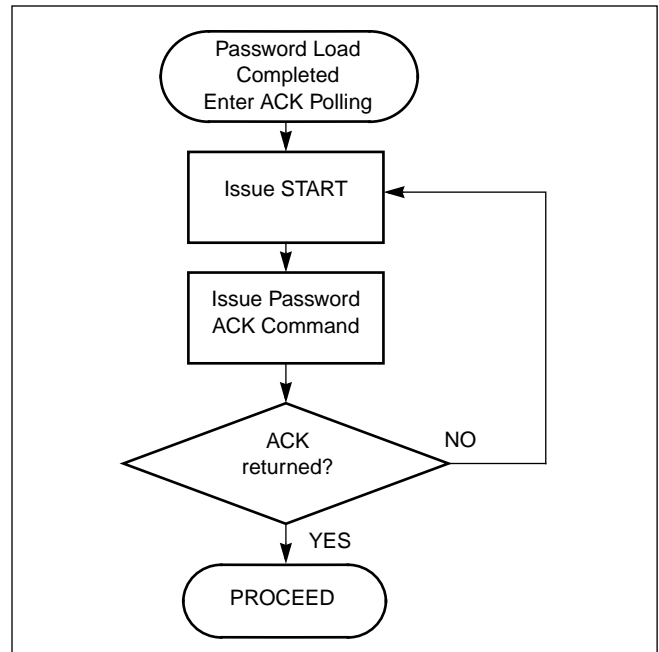 Password Load
Completed
Enter ACK Polling
Issue START
Issue Password
ACK Command
ACK
returned?
NO
YES
PROCEED